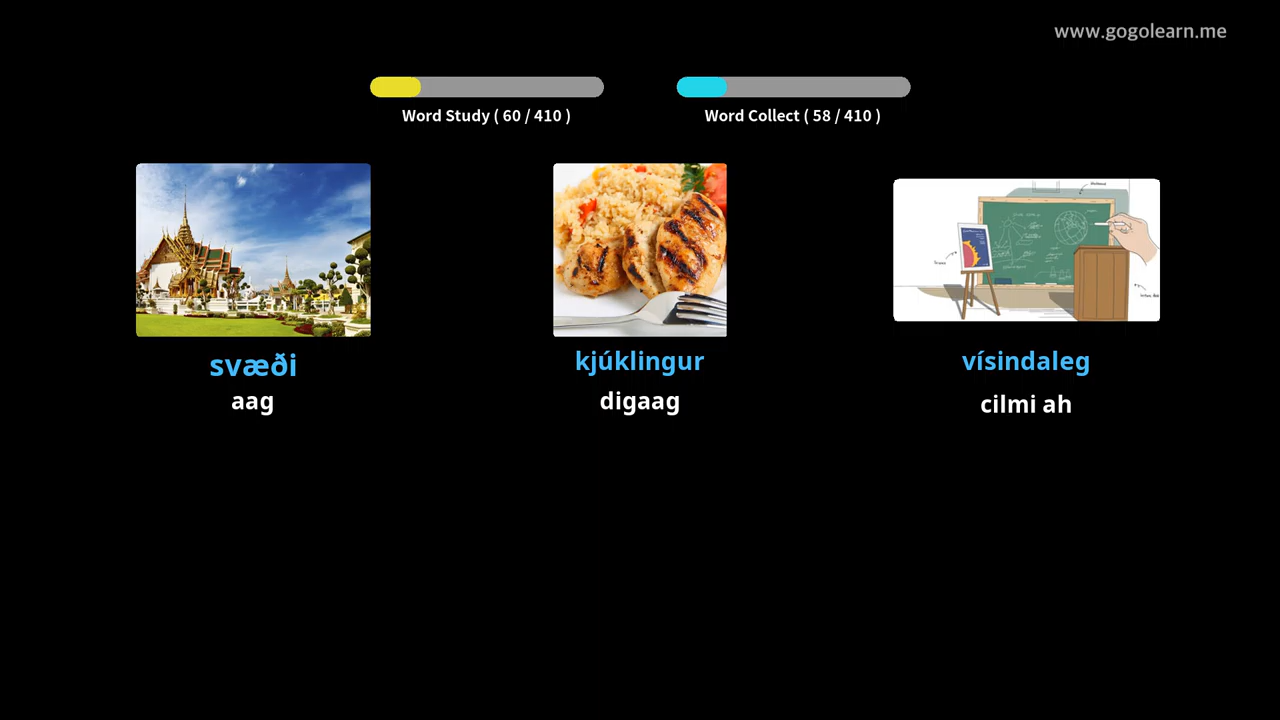 www.gogolearn.me
Word Study ( 60 / 410 )
Word Collect ( 58 / 410 )
svæði
kjúklingur
vísindaleg
aag
digaag
cilmi ah